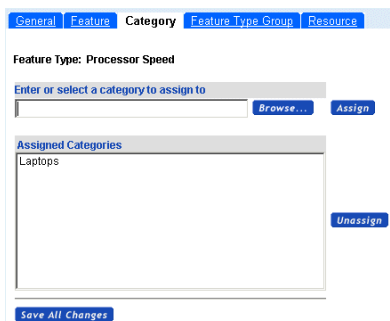 General Feature Category Feature Type Group Resource
Feature Type: Processor Speed
Enter or select a category to assign to
Browse... Assign
Assigned Categories
Laptops
Unassign
Save All Changes